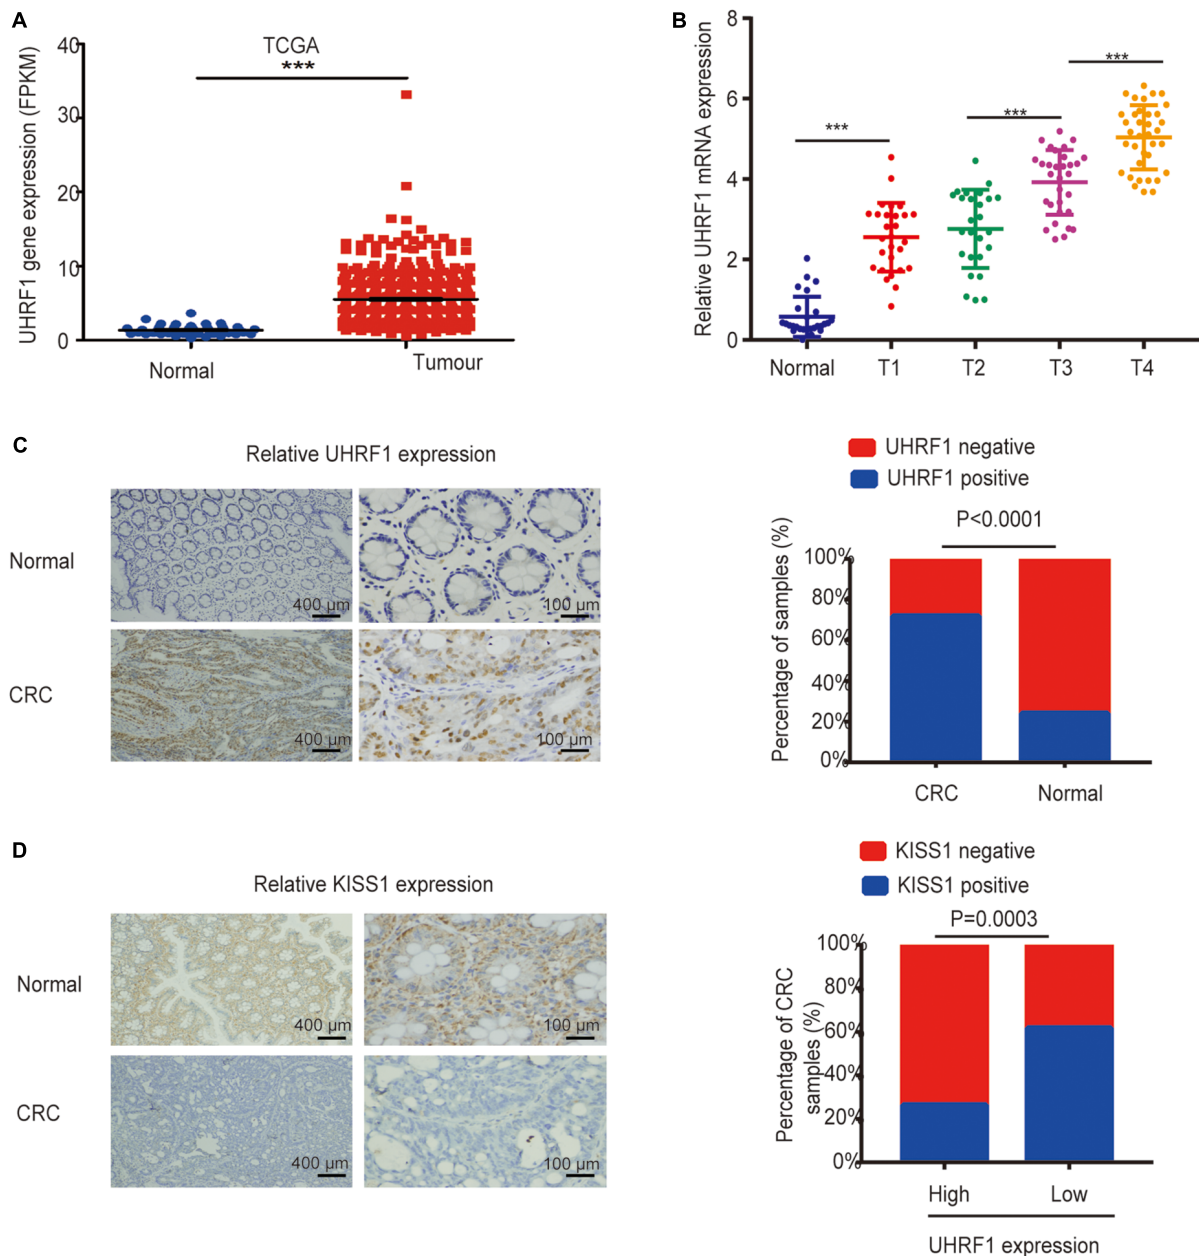 A
TCGA
***
UHRF1 gene expression (FPKM)
40
30
20
10
0
Normal
Tumour
B
Relative UHRF1 mRNA expression
8
6
4
2
0
***
***
***
Normal
T1
T2
T3
T4
C
Relative UHRF1 expression
Normal
400 µm
100 µm
CRC
400 µm
100 µm
UHRF1 negative
UHRF1 positive
P<0.0001
Percentage of samples (%)
100%
80%
60%
40%
20%
0%
CRC
Normal
D
Relative KISS1 expression
Normal
400 µm
100 µm
CRC
400 µm
100 µm
KISS1 negative
KISS1 positive
P=0.0003
Percentage of CRC
samples (%)
100%
80%
60%
40%
20%
0%
High
Low
UHRF1 expression